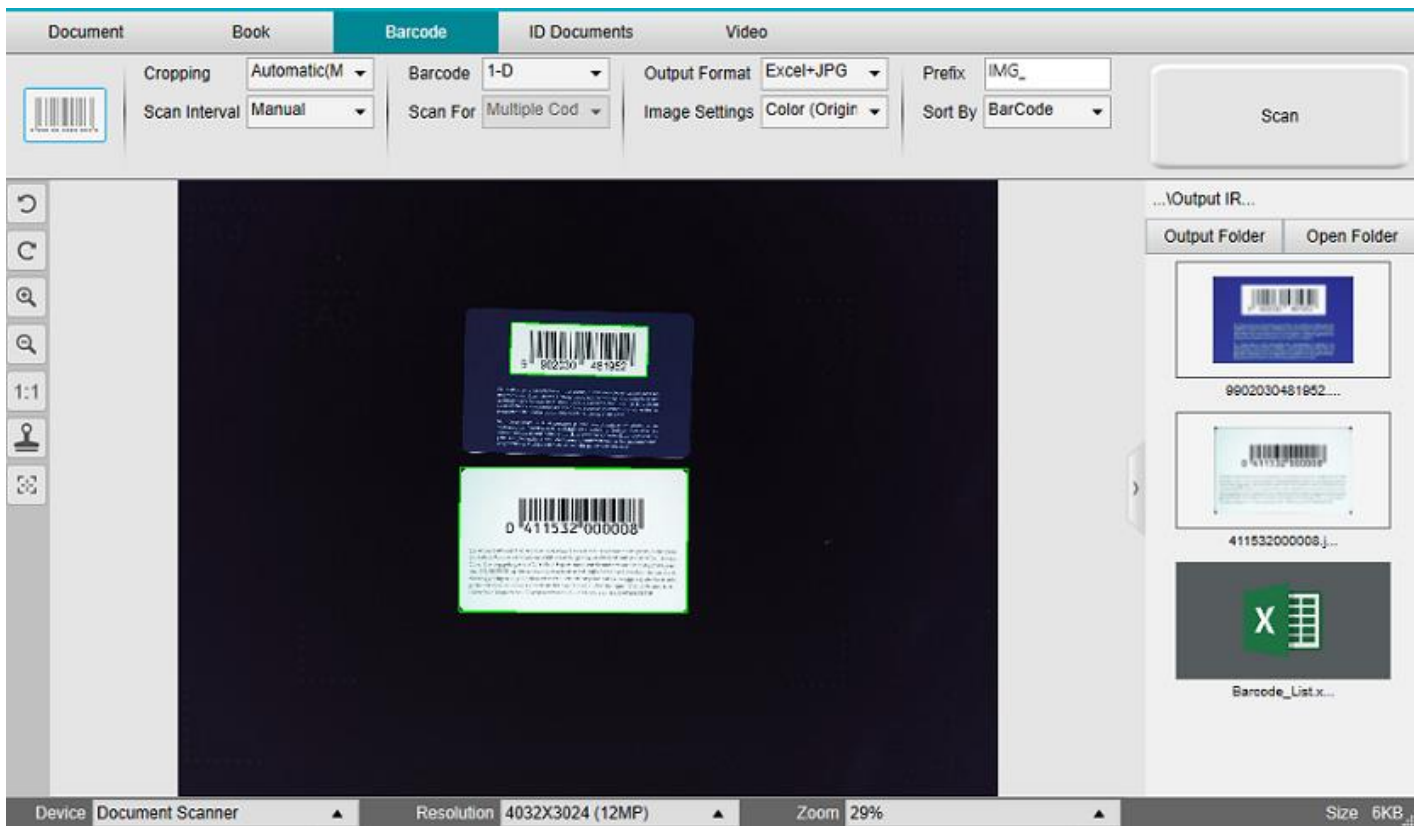 Document Book Barcode ID Documents Video
Cropping Automatic(M Barcode 1-D Output Format Excel+JPG Prefix IMG_
Scan Interval Manual Scan For Multiple Cod Image Settings Color (Origin Sort By BarCode
Scan
...\Output IR...
Output Folder Open Folder
1:1
9 902030 481952
0 411532 000008
9902030481952....
0 411532 000008
411532000008.j...
X
Barcode_List.x...
Device Document Scanner Resolution 4032X3024 (12MP) Zoom 29% Size 6KB